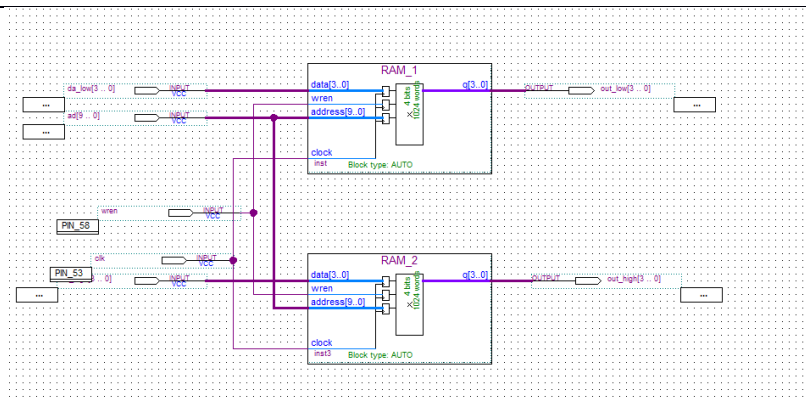 RAM_1
da_low[3 .. 0]
INPUT
VCC
data[3..0]
q[3..0]
OUTPUT
out_low[3 .. 0]
...
wren
...
ad[9 .. 0]
INPUT
VCC
address[9..0]
4 bits
×
1024 words
...
clock
inst
Block type: AUTO
wren
INPUT
VCC
PIN_58
clk
INPUT
VCC
RAM_2
PIN_53
0]
INPUT
VCC
data[3..0]
q[3..0]
OUTPUT
out_high[3 .. 0]
...
wren
...
address[9..0]
4 bits
×
1024 words
clock
inst3
Block type: AUTO